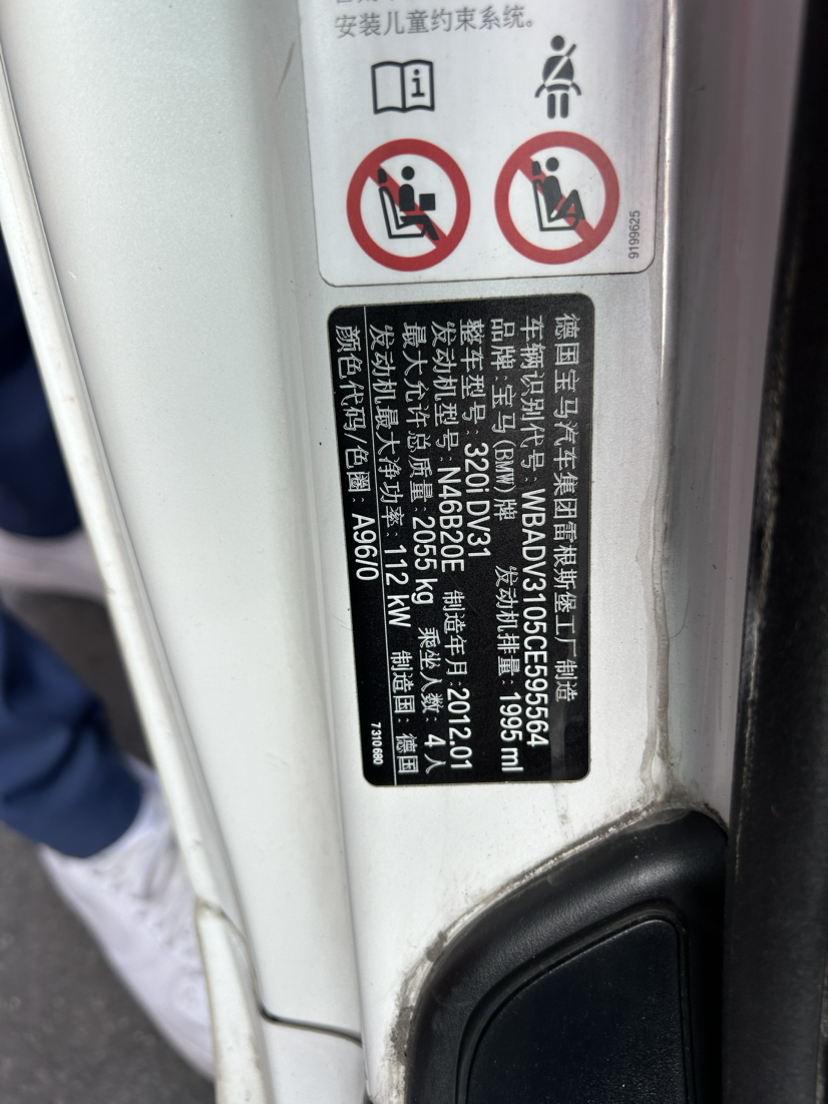 安装儿童约束系统。
9199625
德国宝马汽车集团雷根斯堡工厂制造
车辆识别代号:WBADV3105CE595564
品牌:宝马(BMW)牌 发动机排量:1995 ml
整车型号:320i DV31
发动机型号:N46B20E 制造年月:2012.01
最大允许总质量:2055 kg 乘坐人数:4人
发动机最大净功率:112 kW 制造国:德国
颜色代码/色圈:A96/0
7310680